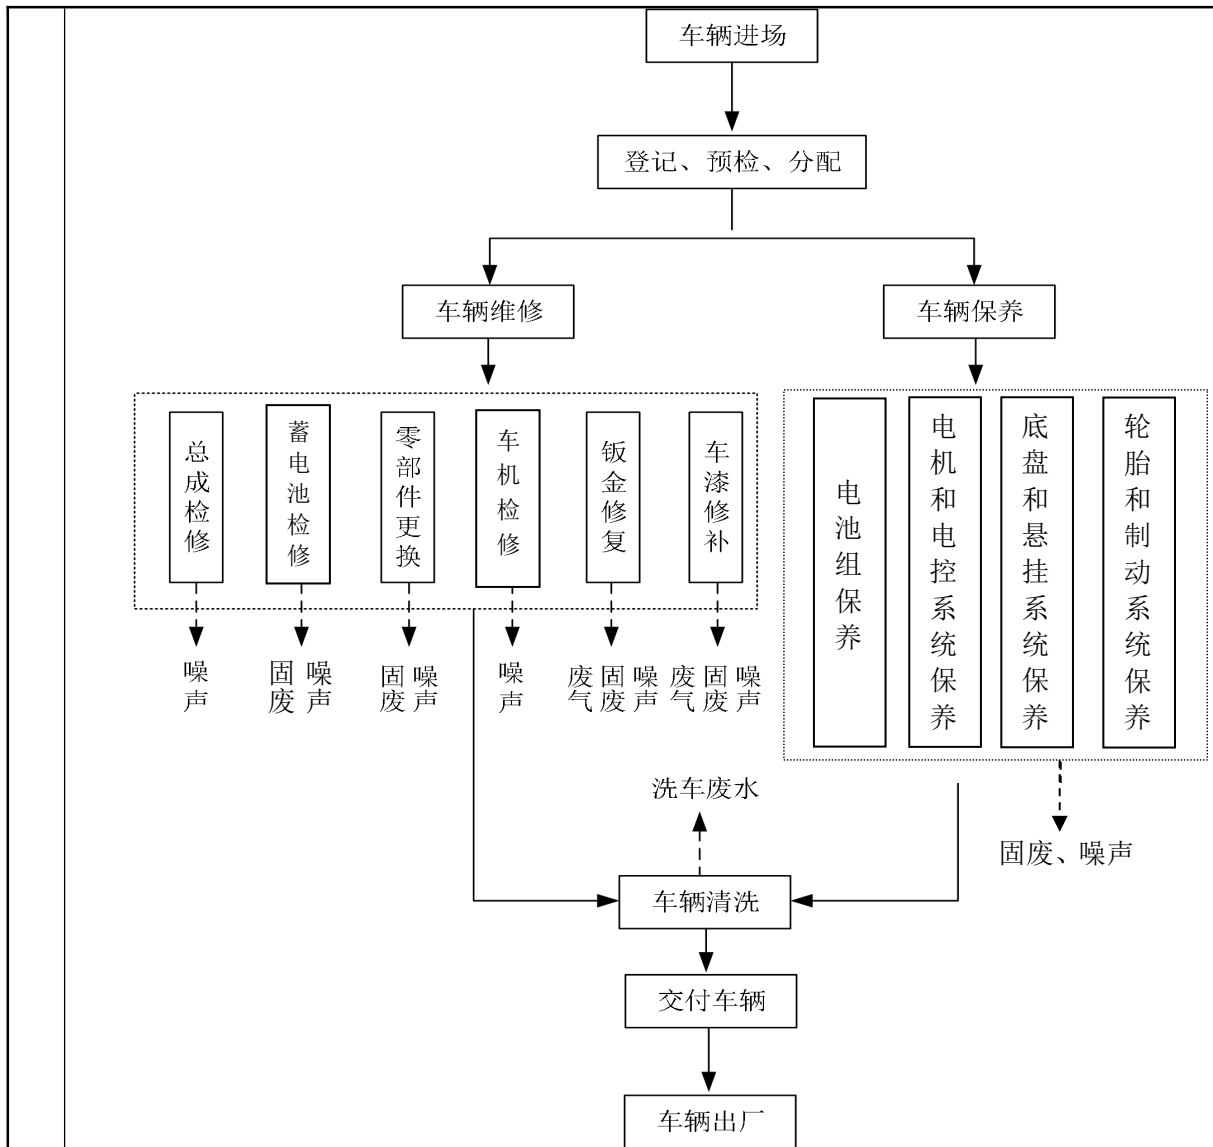 车辆进场
登记、预检、分配
车辆维修
车辆保养
总成检修
蓄电池检修
零部件更换
车机检修
钣金修复
车漆修补
电池组保养
电机和电控系统保养
底盘和悬挂系统保养
轮胎和制动系统保养
噪声
固废
噪声
固废
噪声
噪声
废气
固废
噪声
废气
固废
噪声
洗车废水
固废、噪声
车辆清洗
交付车辆
车辆出厂